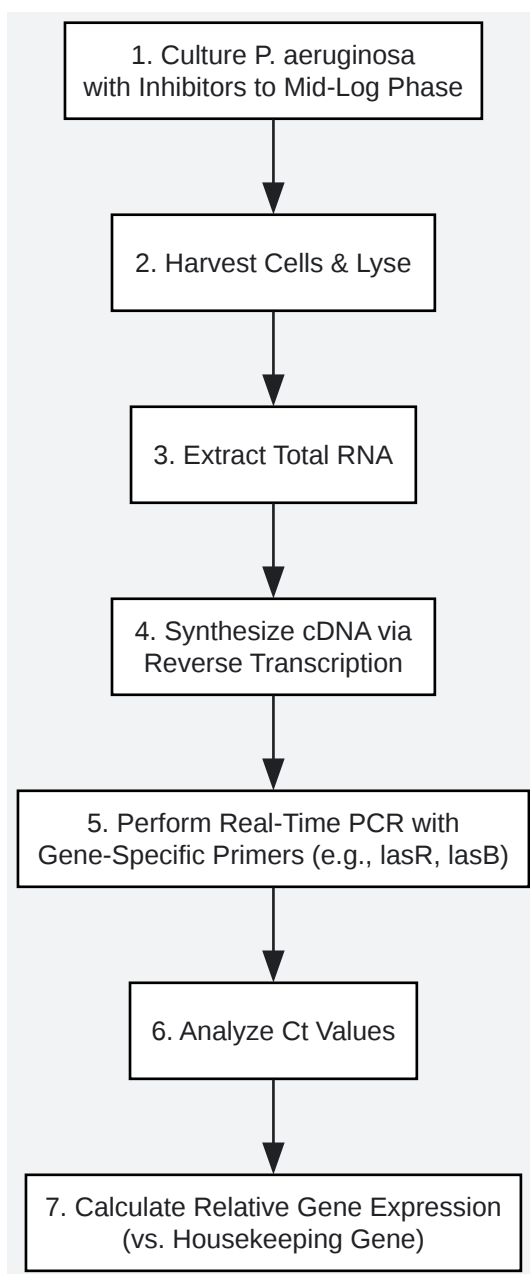 1. Culture P. aeruginosa
with Inhibitors to Mid-Log Phase
2. Harvest Cells & Lyse
3. Extract Total RNA
4. Synthesize cDNA via
Reverse Transcription
5. Perform Real-Time PCR with
Gene-Specific Primers (e.g., lasR, lasB)
6. Analyze Ct Values
7. Calculate Relative Gene Expression
(vs. Housekeeping Gene)